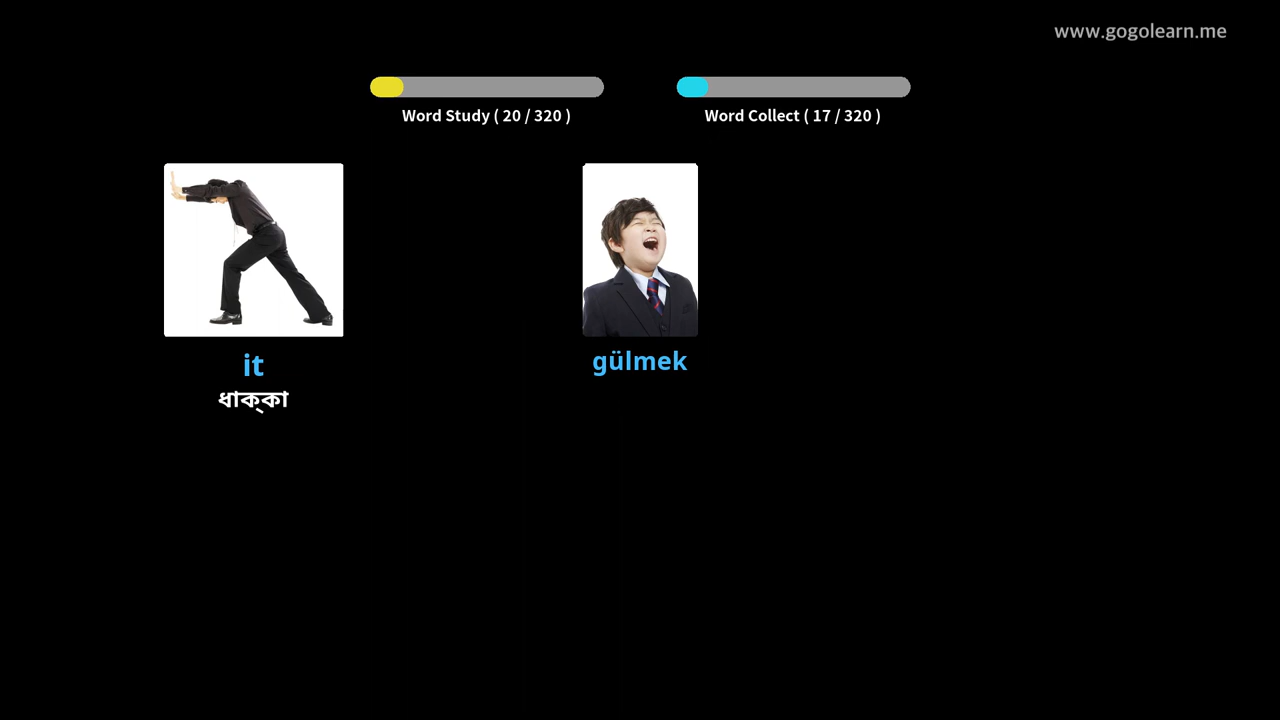 www.gogolearn.me
Word Study ( 20 / 320 )
Word Collect ( 17 / 320 )
it
ধাক্কা
gülmek